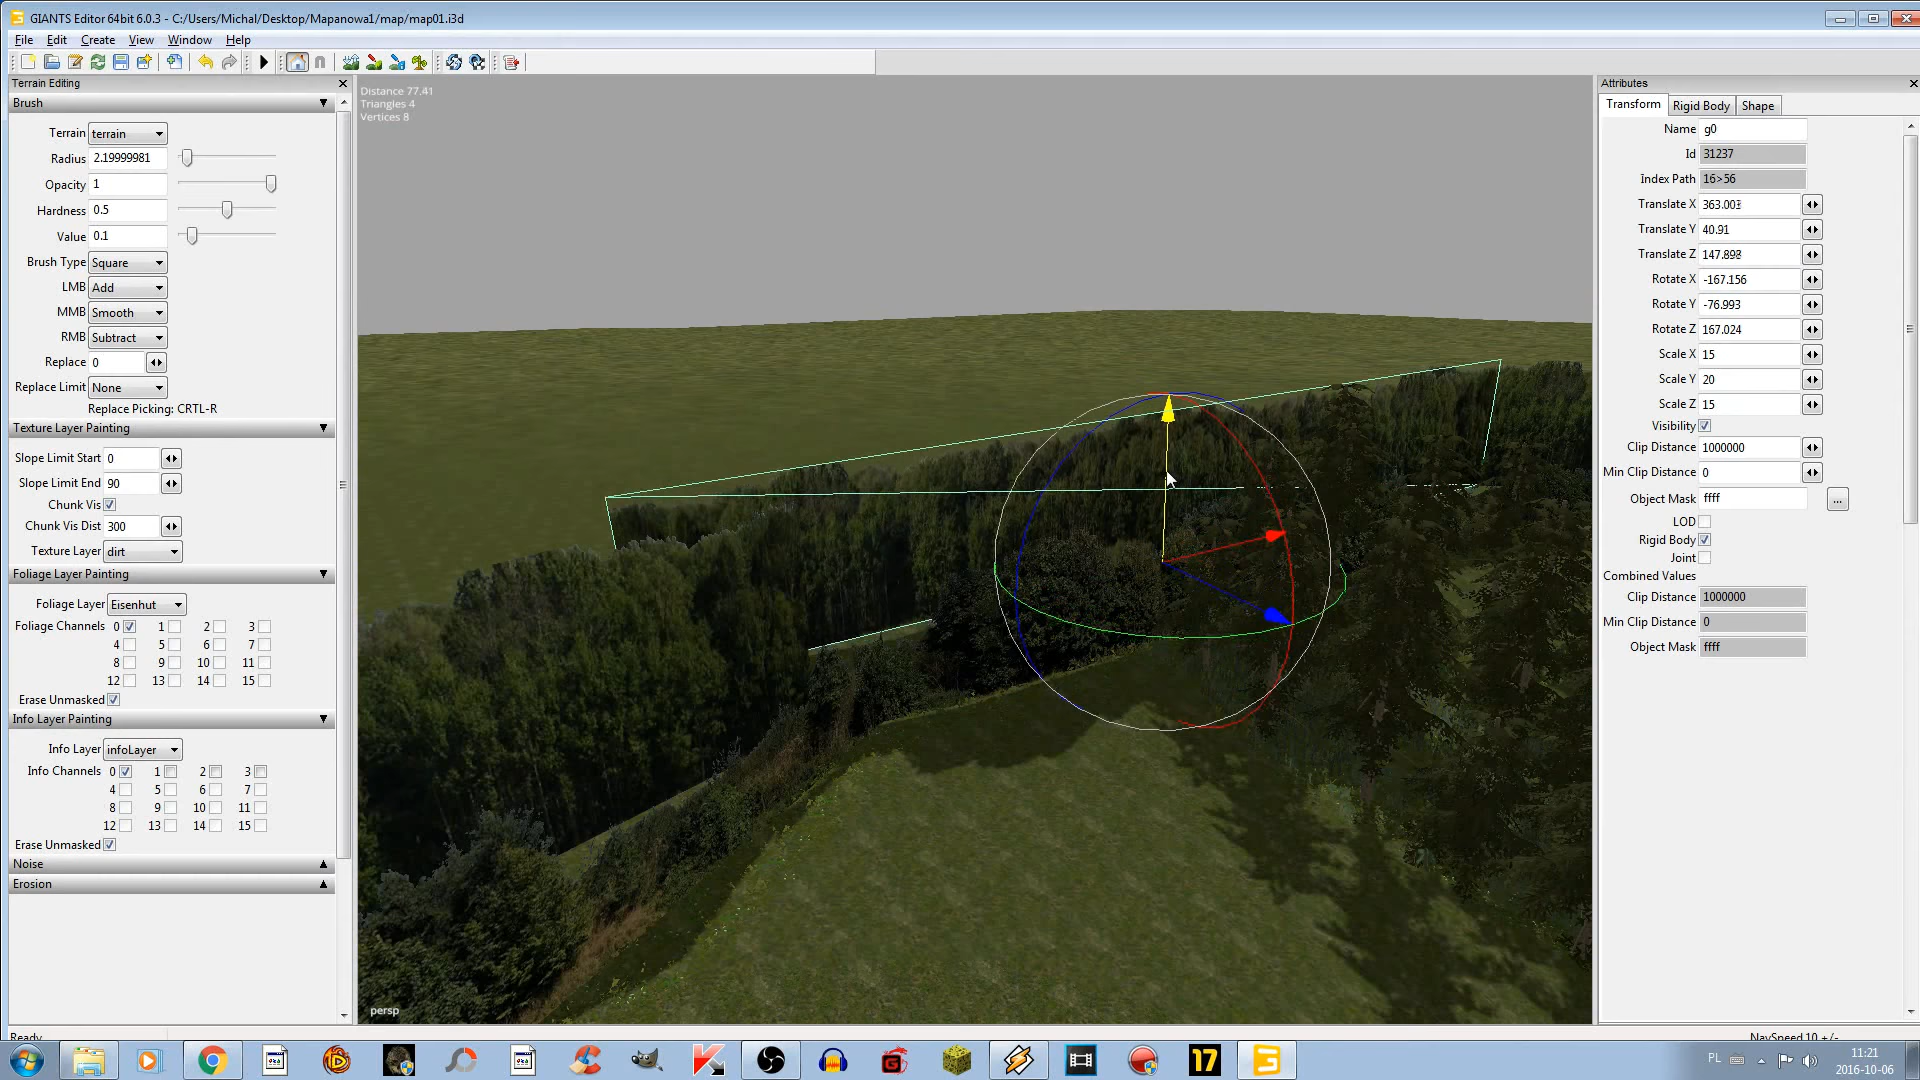 GIANTS Editor 64bit 6.0.3 - C:/Users/Michal/Desktop/Mapanowa1/map/map01.i3d
File Edit Create View Window Help
Terrain Editing
Brush
Terrain terrain
Radius 2.19999981
Opacity 1
Hardness 0.5
Value 0.1
Brush Type Square
LMB Add
MMB Smooth
RMB Subtract
Replace 0
Replace Limit None
Replace Picking: CRTL-R
Texture Layer Painting
Slope Limit Start 0
Slope Limit End 90
Chunk Vis
Chunk Vis Dist 300
Texture Layer dirt
Foliage Layer Painting
Foliage Layer Eisenhut
Foliage Channels 0 1 2 3
4 5 6 7
8 9 10 11
12 13 14 15
Erase Unmasked
Info Layer Painting
Info Layer infoLayer
Info Channels 0 1 2 3
4 5 6 7
8 9 10 11
12 13 14 15
Erase Unmasked
Noise
Erosion
Ready
Distance 77.41
Triangles 4
Vertices 8
persp
Attributes
Transform Rigid Body Shape
Name g0
Id 31237
Index Path 16>56
Translate X 363.003
Translate Y 40.91
Translate Z 147.898
Rotate X -167.156
Rotate Y -76.993
Rotate Z 167.024
Scale X 15
Scale Y 20
Scale Z 15
Visibility
Clip Distance 1000000
Min Clip Distance 0
Object Mask ffff ...
LOD
Rigid Body
Joint
Combined Values
Clip Distance 1000000
Min Clip Distance 0
Object Mask ffff
NavSpeed 10 +/-
17
PL
11:21
2016-10-06